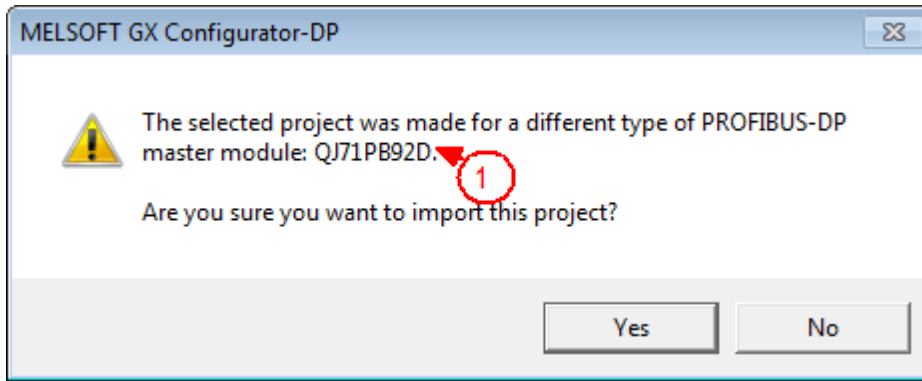 MELSOFT GX Configurator-DP
The selected project was made for a different type of PROFIBUS-DP
master module: QJ71PB92D.
1
Are you sure you want to import this project?
Yes
No